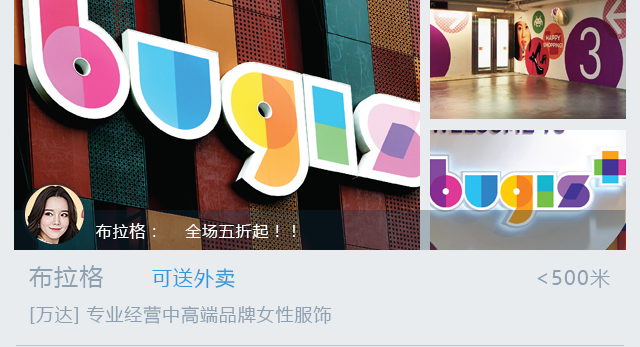 bugis
3
HAPPY
SHOPPING!
WELCOME TO
bugis+
布拉格： 全场五折起！！
布拉格 可送外卖 <500米
[万达] 专业经营中高端品牌女性服饰